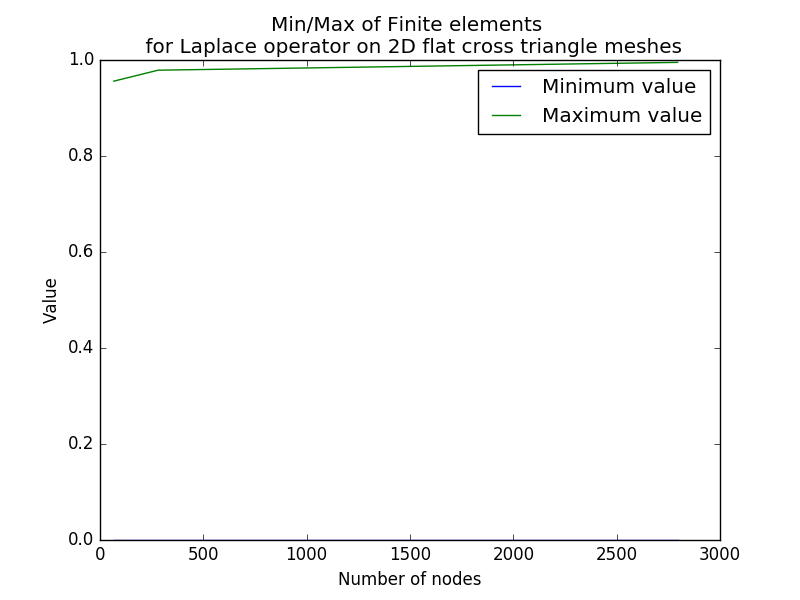 Min/Max of Finite elements
for Laplace operator on 2D flat cross triangle meshes
Minimum value
Maximum value
1.0
0.8
0.6
0.4
0.2
0.0
Value
0 500 1000 1500 2000 2500 3000
Number of nodes